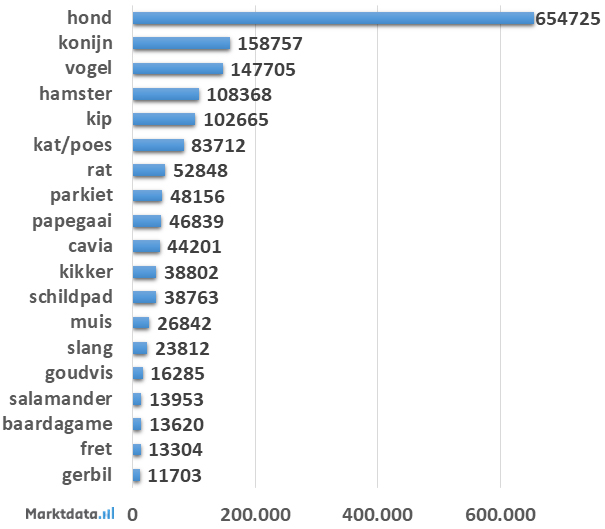 hond 654725
konijn 158757
vogel 147705
hamster 108368
kip 102665
kat/poes 83712
rat 52848
parkiet 48156
papegaai 46839
cavia 44201
kikker 38802
schildpad 38763
muis 26842
slang 23812
goudvis 16285
salamander 13953
baardagame 13620
fret 13304
gerbil 11703
Marktdata 0 200.000 400.000 600.000